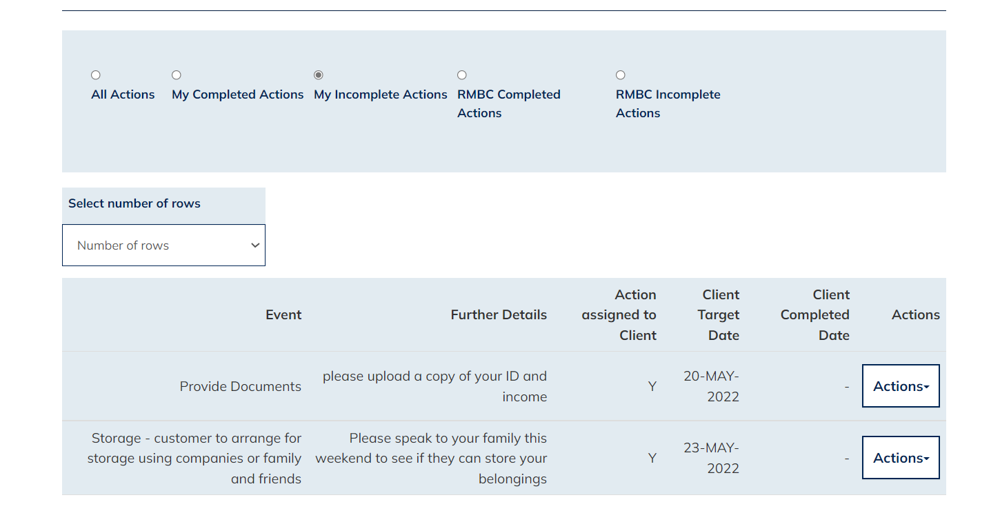 All Actions
My Completed Actions
My Incomplete Actions
RMBC Completed
Actions
RMBC Incomplete
Actions
Select number of rows
Number of rows
Event
Further Details
Action
assigned to
Client
Client
Target
Date
Client
Completed
Date
Actions
Provide Documents
please upload a copy of your ID and
income
Y
20-MAY-
2022
-
Actions
Storage - customer to arrange for
storage using companies or family
and friends
Please speak to your family this
weekend to see if they can store your
belongings
Y
23-MAY-
2022
-
Actions